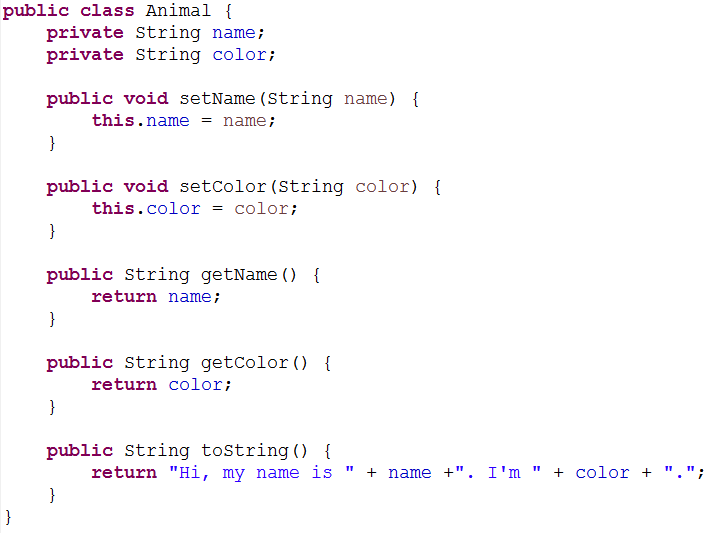 public class Animal {
    private String name;
    private String color;

    public void setName(String name) {
        this.name = name;
    }

    public void setColor(String color) {
        this.color = color;
    }

    public String getName() {
        return name;
    }

    public String getColor() {
        return color;
    }

    public String toString() {
        return "Hi, my name is " + name +". I'm " + color + ".";
    }
}